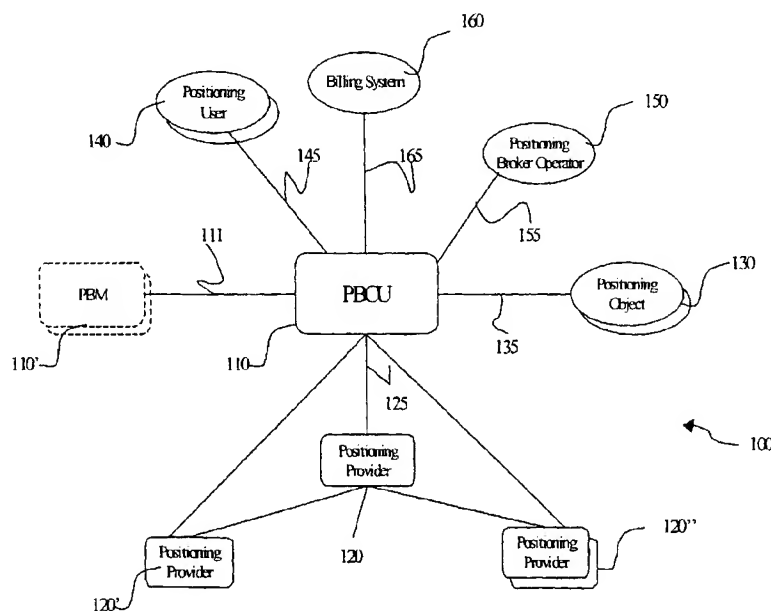 160
Billing System
Positioning
User
140
150
Positioning
Broker Operator
145
165
155
111
130
PBM
PBCU
Positioning
Object
110'
110
135
125
100
Positioning
Provider
120
120"
Positioning
Provider
Positioning
Provider
120'